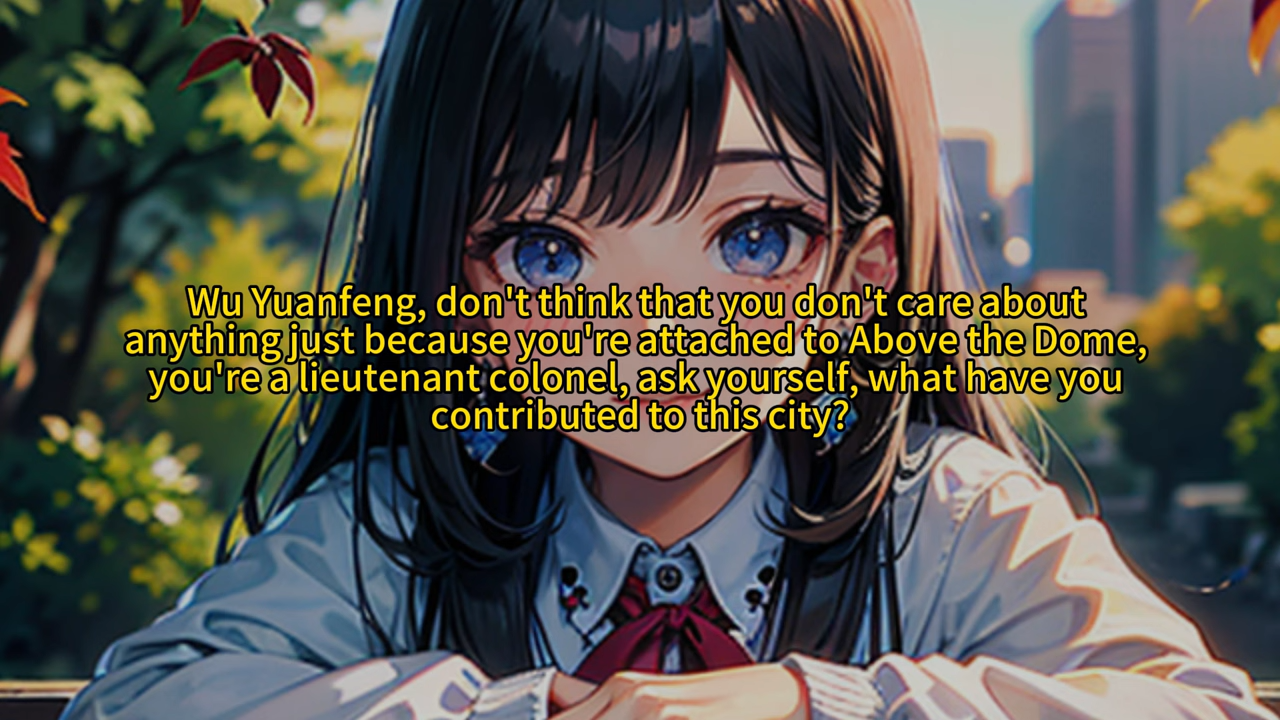 Wu Yuanfeng, don't think that you don't care about
anything just because you're attached to Above the Dome,
you're a lieutenant colonel, ask yourself, what have you
contributed to this city?